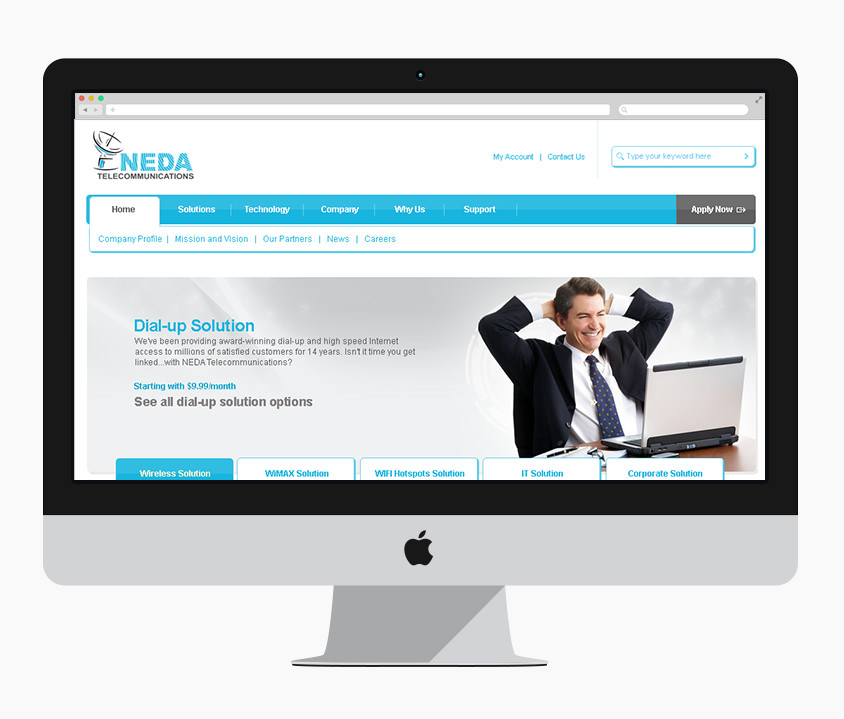 NEDA
TELECOMMUNICATIONS
My Account | Contact Us
Type your keyword here
Home Solutions Technology Company Why Us Support Apply Now
Company Profile | Mission and Vision | Our Partners | News | Careers
Dial-up Solution
We've been providing award-winning dial-up and high speed Internet
access to millions of satisfied customers for 14 years. Isn't it time you get
linked...with NEDA Telecommunications?
Starting with $9.99/month
See all dial-up solution options
Wireless Solution WiMAX Solution WIFI Hotspots Solution IT Solution Corporate Solution